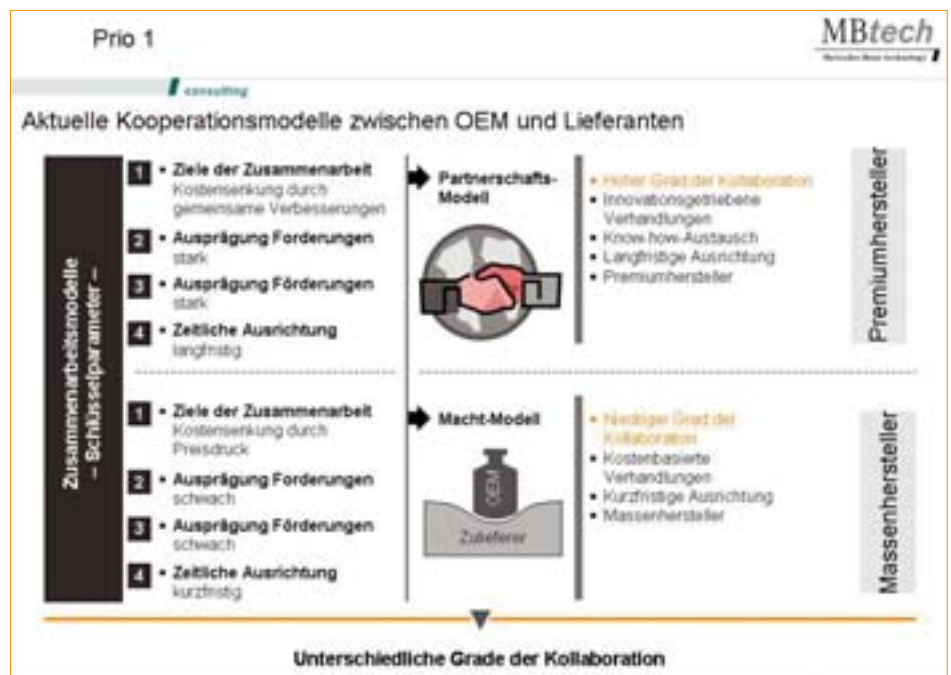 Prio 1
MBtech
consulting
Aktuelle Kooperationsmodelle zwischen OEM und Lieferanten
Zusammenarbeitsmodelle
– Schlüsselparameter –
1 • Ziele der Zusammenarbeit
Kostensenkung durch
gemeinsame Verbesserungen
2 • Ausprägung Forderungen
stark
3 • Ausprägung Förderungen
stark
4 • Zeitliche Ausrichtung
langfristig
Partnerschafts-
Modell
• Hoher Grad der Kollaboration
• Innovationsgetriebene
Verhandlungen
• Know-how-Austausch
• Langfristige Ausrichtung
• Premiumhersteller
Premiumhersteller
1 • Ziele der Zusammenarbeit
Kostensenkung durch
Preisdruck
2 • Ausprägung Forderungen
schwach
3 • Ausprägung Förderungen
schwach
4 • Zeitliche Ausrichtung
kurzfristig
Macht-Modell
OEM
Zulieferer
• Niedriger Grad der
Kollaboration
• Kostenbasierte
Verhandlungen
• Kurzfristige Ausrichtung
• Massenhersteller
Massenhersteller
Unterschiedliche Grade der Kollaboration